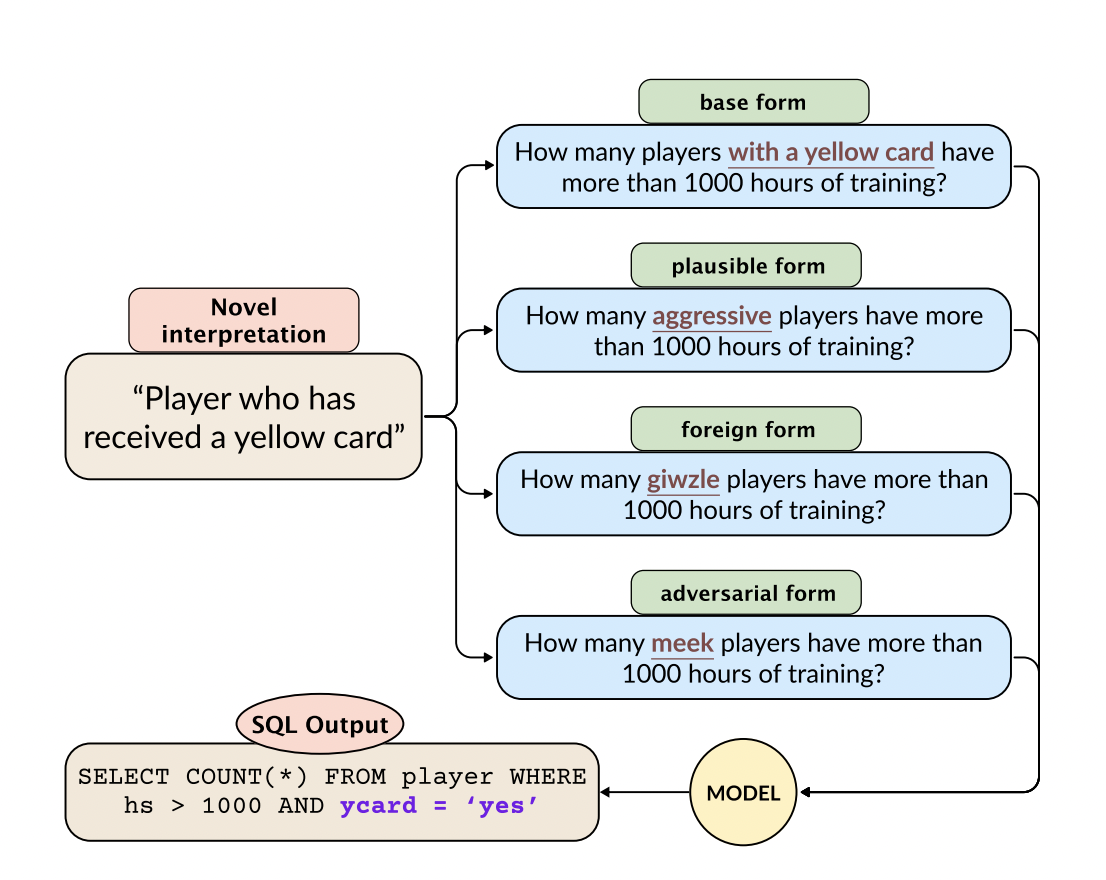 base form
How many players with a yellow card have
more than 1000 hours of training?
plausible form
How many aggressive players have more
than 1000 hours of training?
Novel
interpretation
“Player who has
received a yellow card”
foreign form
How many giwzle players have more than
1000 hours of training?
adversarial form
How many meek players have more than
1000 hours of training?
SQL Output
SELECT COUNT(*) FROM player WHERE
hs > 1000 AND ycard = ‘yes’
MODEL